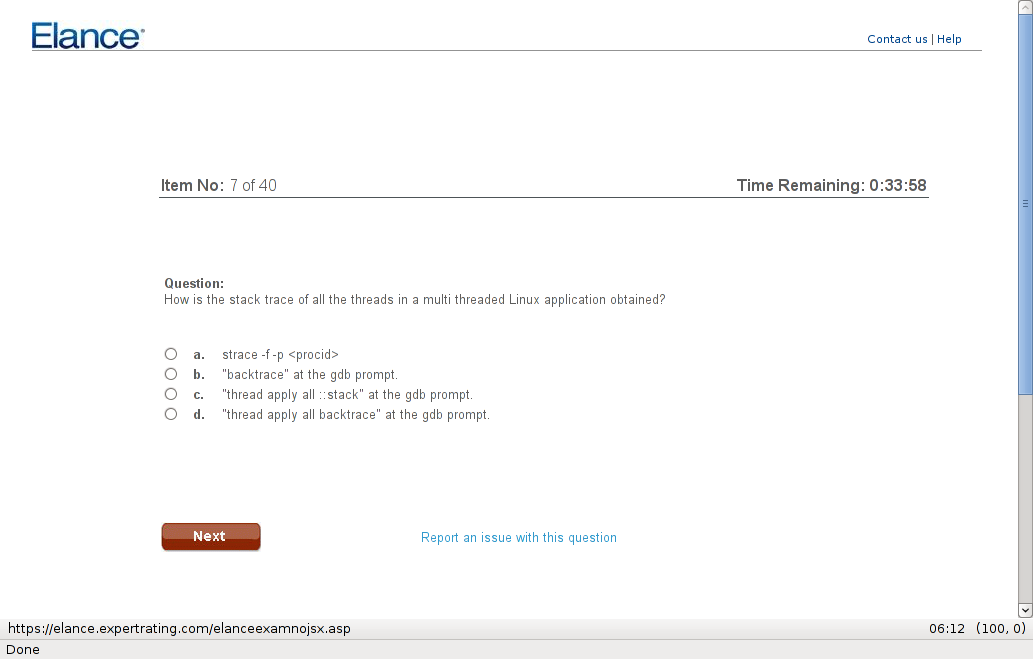 Elance®
Contact us | Help
Item No: 7 of 40
Time Remaining: 0:33:58
Question:
How is the stack trace of all the threads in a multi threaded Linux application obtained?
a. strace -f -p <procid>
b. "backtrace" at the gdb prompt.
c. "thread apply all ::stack" at the gdb prompt.
d. "thread apply all backtrace" at the gdb prompt.
Next
Report an issue with this question
https://elance.expertrating.com/elanceexamnojsx.asp
06:12 (100, 0)
Done